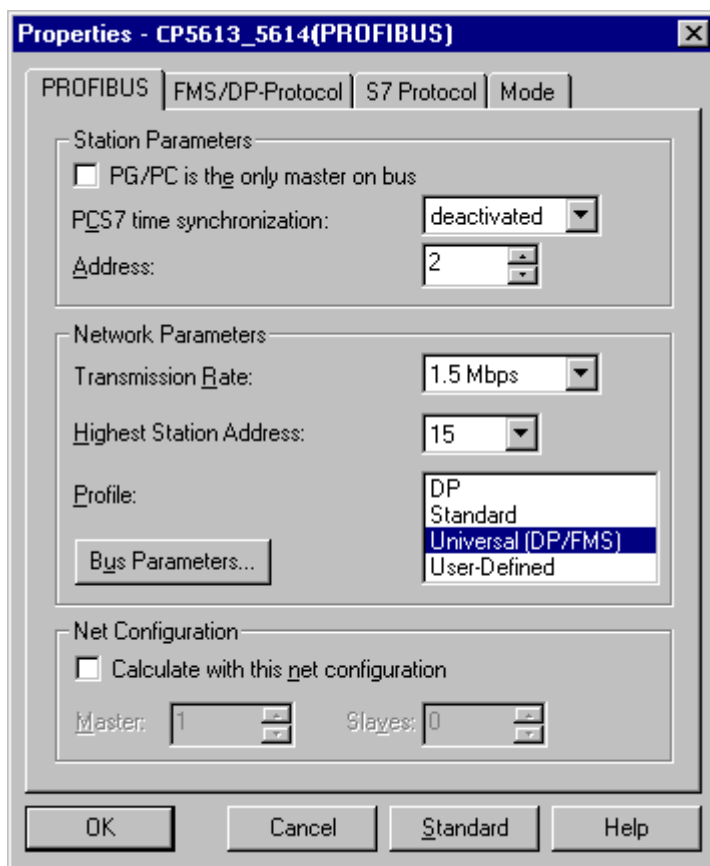 Properties - CP5613_5614(PROFIBUS)
PROFIBUS FMS/DP-Protocol S7 Protocol Mode
Station Parameters
PG/PC is the only master on bus
PCS7 time synchronization: deactivated
Address: 2
Network Parameters
Transmission Rate: 1.5 Mbps
Highest Station Address: 15
Profile: DP
Standard
Universal (DP/FMS)
User-Defined
Bus Parameters...
Net Configuration
Calculate with this net configuration
Master: 1 Slaves: 0
OK Cancel Standard Help